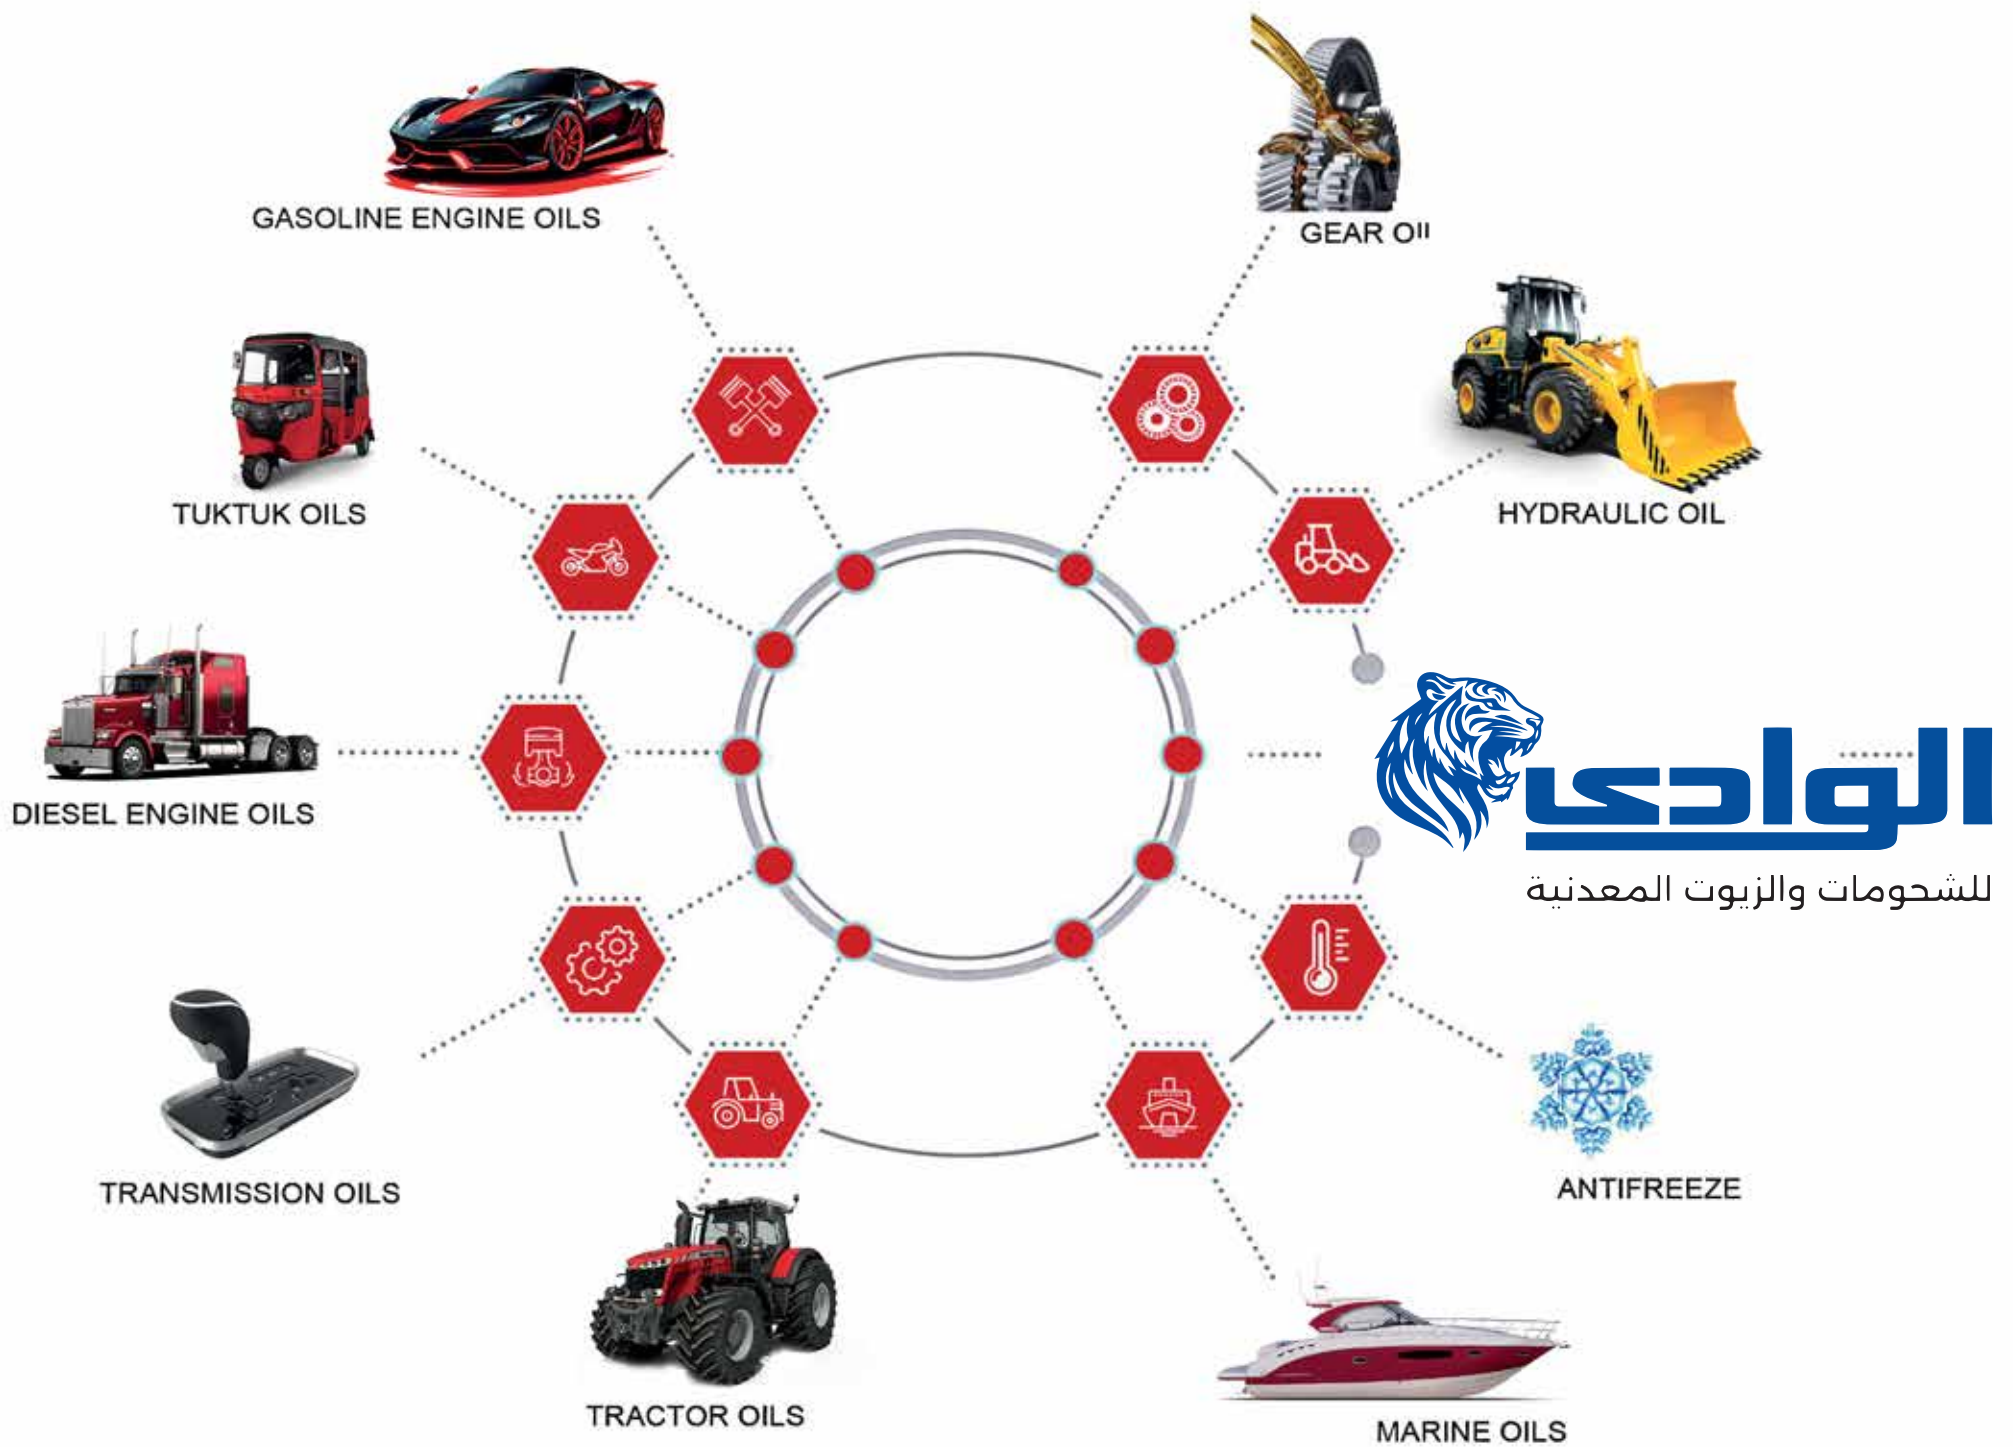 GASOLINE ENGINE OILS
GEAR OIl
TUKTUK OILS
HYDRAULIC OIL
DIESEL ENGINE OILS
الوادى
للشحومات والزيوت المعدنية
TRANSMISSION OILS
ANTIFREEZE
TRACTOR OILS
MARINE OILS